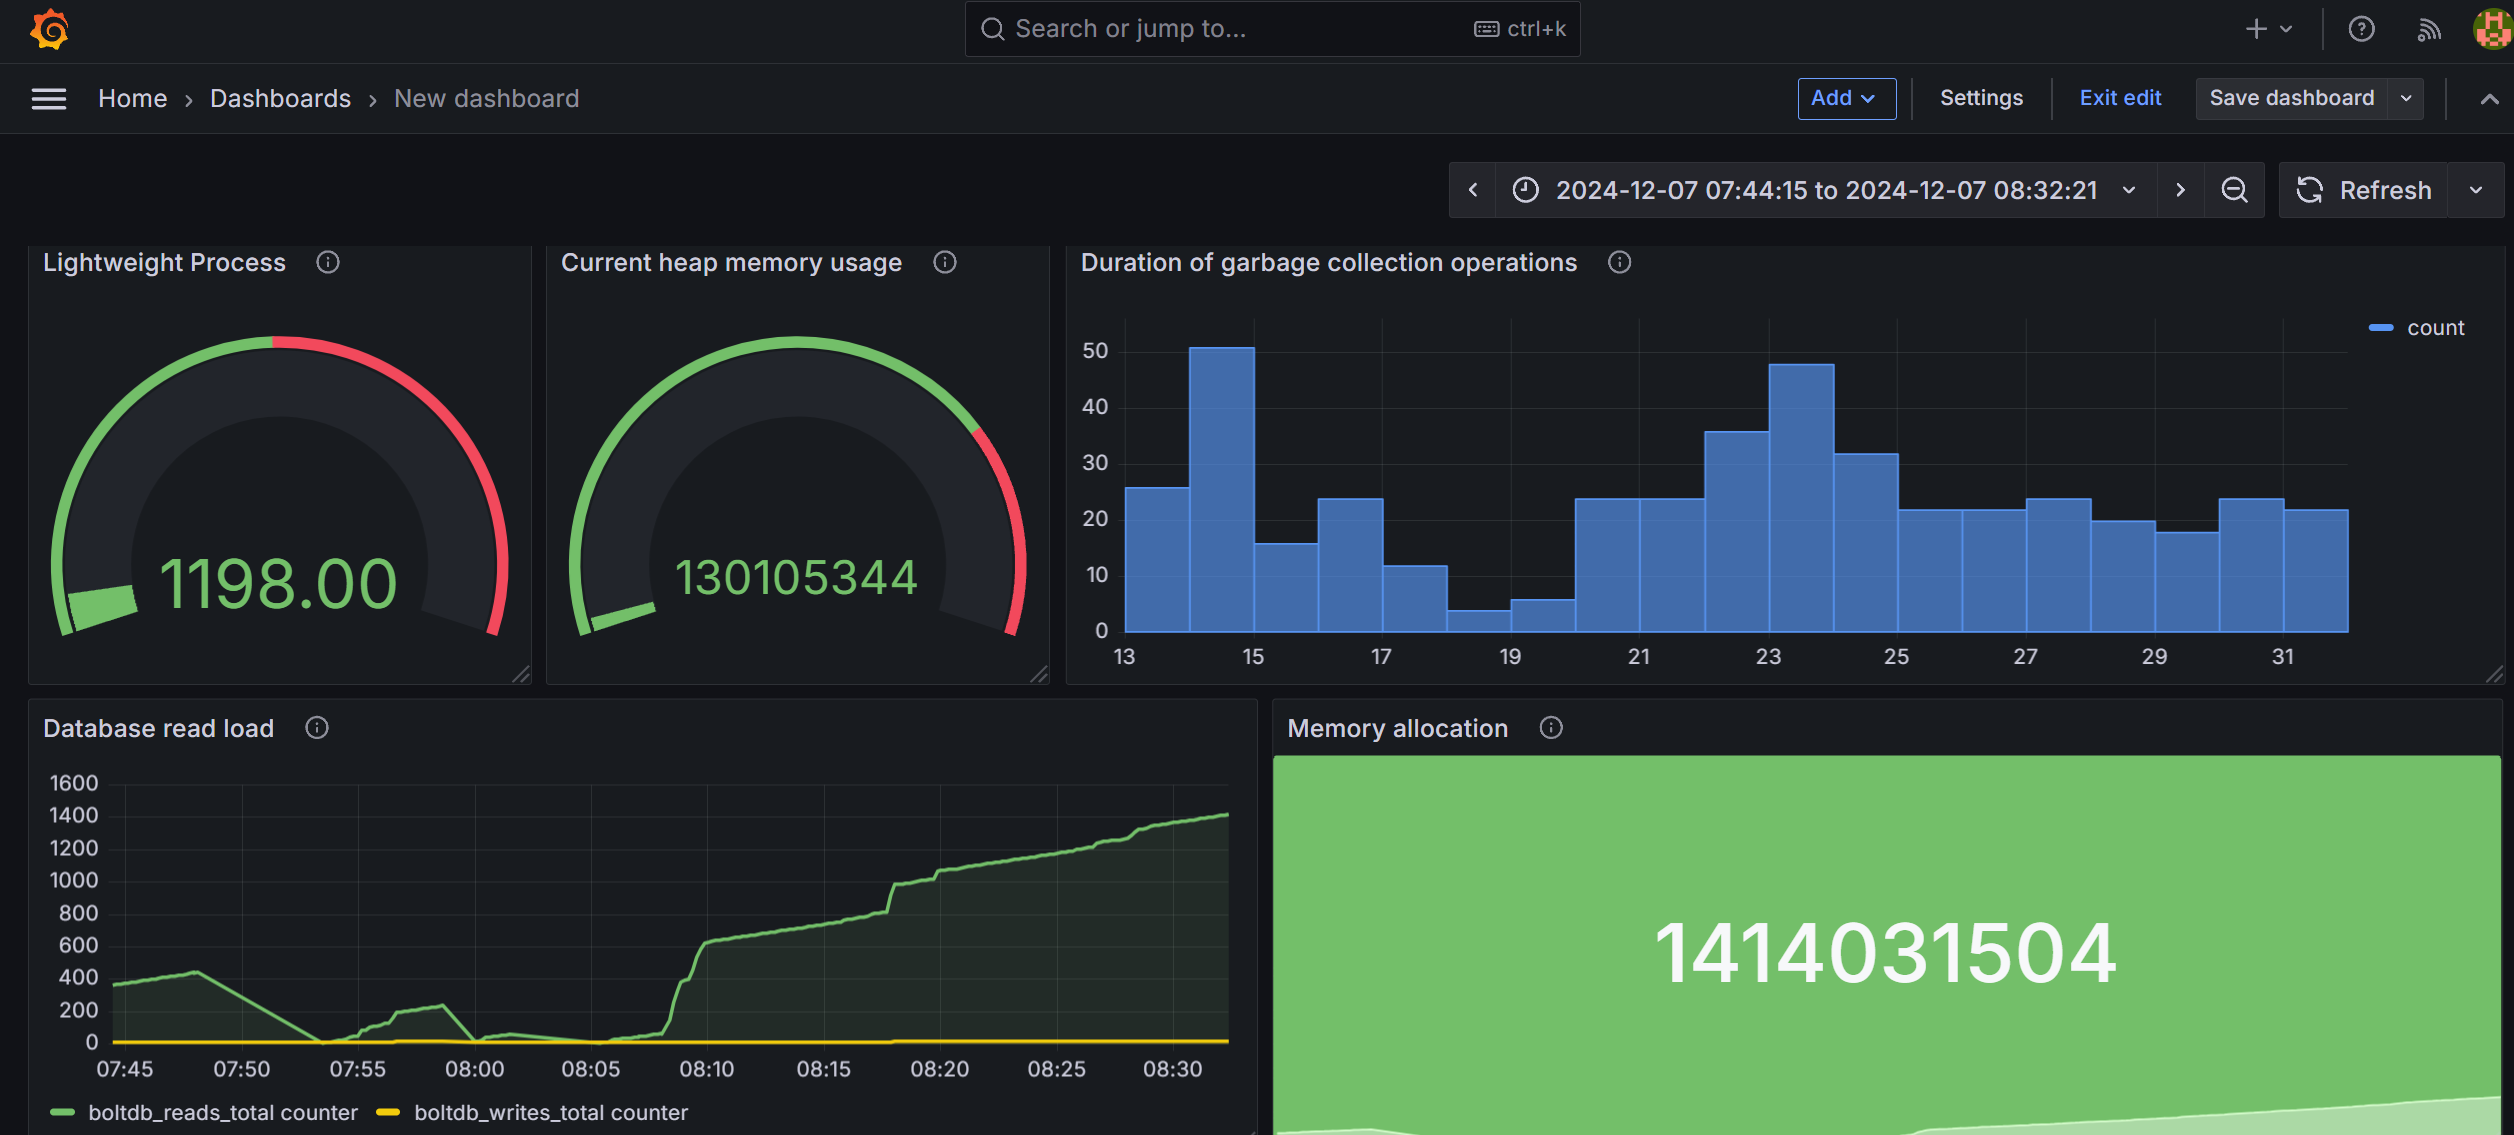 Search or jump to... ctrl+k
Home › Dashboards › New dashboard Add Settings Exit edit Save dashboard
2024-12-07 07:44:15 to 2024-12-07 08:32:21 Refresh
Lightweight Process
1198.00
Current heap memory usage
130105344
Duration of garbage collection operations
count
50
40
30
20
10
0
13 15 17 19 21 23 25 27 29 31
Database read load
1600
1400
1200
1000
800
600
400
200
0
07:45 07:50 07:55 08:00 08:05 08:10 08:15 08:20 08:25 08:30
boltdb_reads_total counter boltdb_writes_total counter
Memory allocation
1414031504